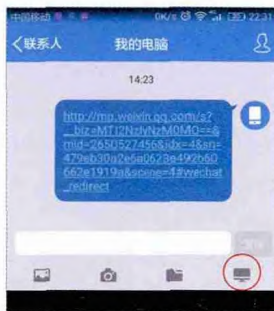 中国移动 0K/s 22:31
联系人 我的电脑
14:23
http://mp.weixin.qq.com/s?
__biz=MTI2NzIyNzM0MQ==&
mid=2650527456&idx=4&sn=
479eb30a2e6a0623e492b60
662e1919a&scene=4#wechat
_redirect